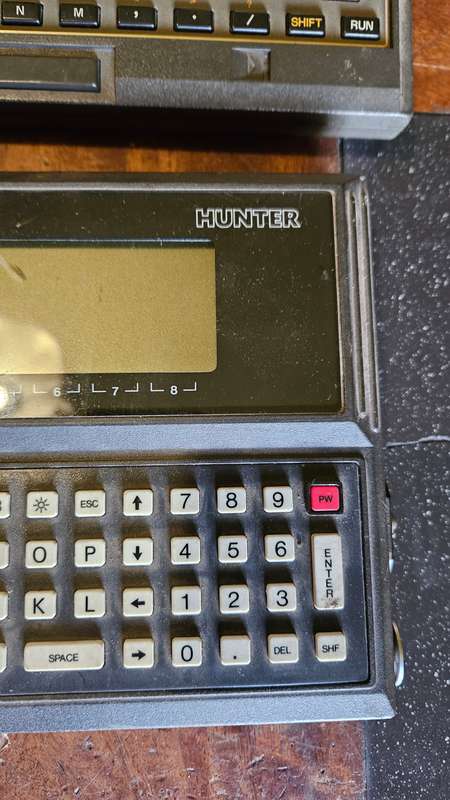 N M , . / SHIFT RUN
HUNTER
6 7 8
ESC ↑ 7 8 9 PW
O P ↓ 4 5 6 ENTER
K L ← 1 2 3
SPACE → 0 . DEL SHF